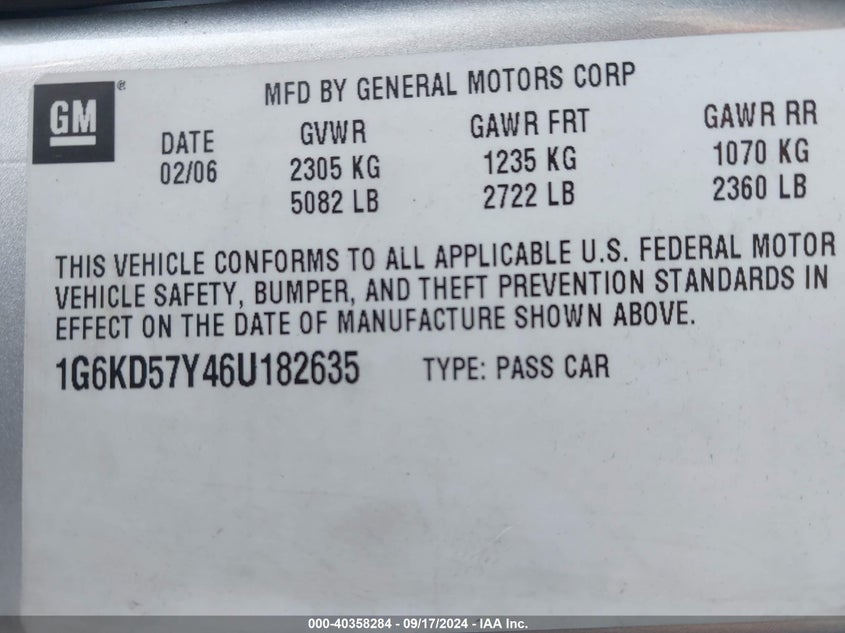 MFD BY GENERAL MOTORS CORP
GM®
DATE GVWR GAWR FRT GAWR RR
02/06 2305 KG 1235 KG 1070 KG
5082 LB 2722 LB 2360 LB
THIS VEHICLE CONFORMS TO ALL APPLICABLE U.S. FEDERAL MOTOR
VEHICLE SAFETY, BUMPER, AND THEFT PREVENTION STANDARDS IN
EFFECT ON THE DATE OF MANUFACTURE SHOWN ABOVE.
1G6KD57Y46U182635 TYPE: PASS CAR
000-40358284 - 09/17/2024 - IAA Inc.